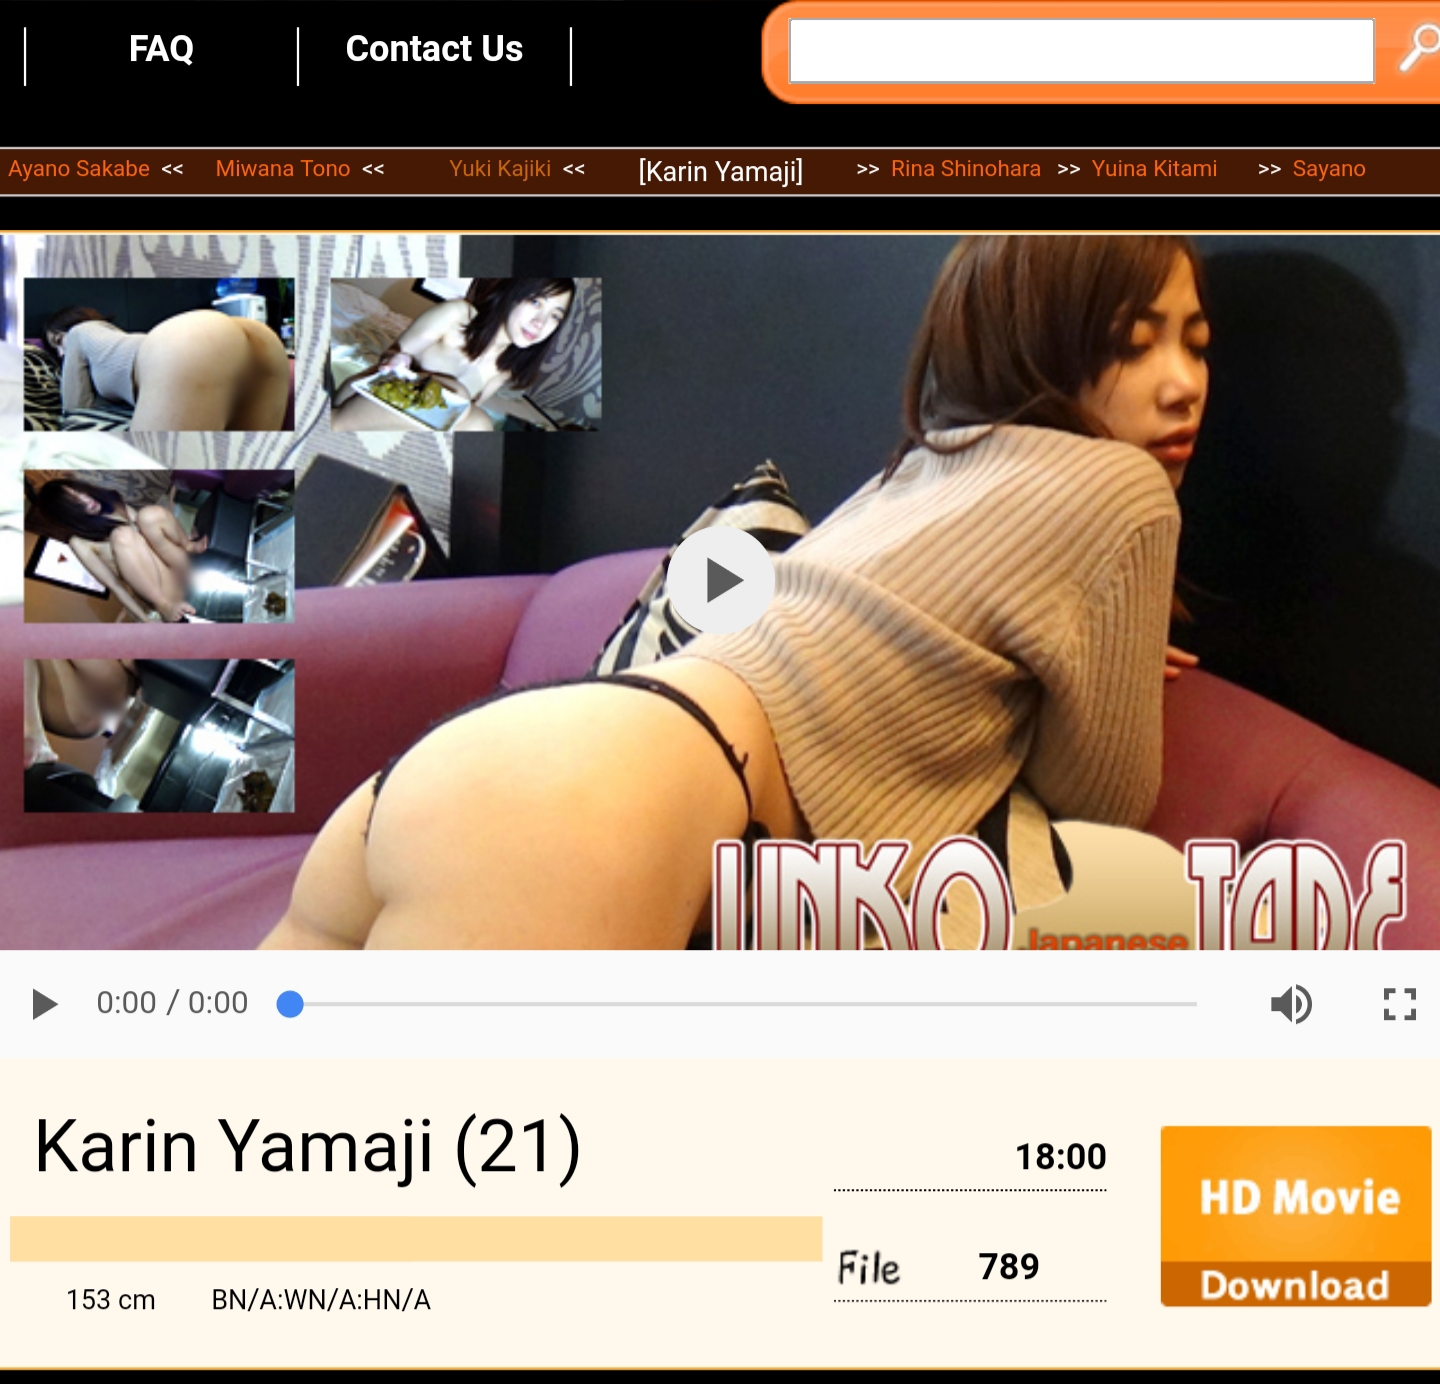 FAQ
Contact Us
Ayano Sakabe << Miwana Tono << Yuki Kajiki << [Karin Yamaji] >> Rina Shinohara >> Yuina Kitami >> Sayano
UNKO Japanese TAPE
0:00 / 0:00
Karin Yamaji (21)
18:00
HD Movie
File 789
Download
153 cm BN/A:WN/A:HN/A